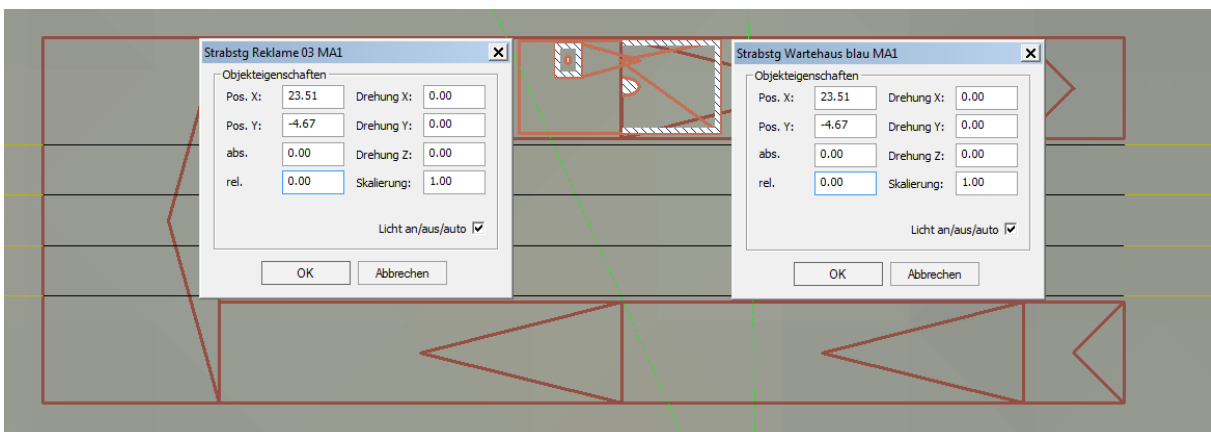 Strabstg Reklame 03 MA1
Objekteigenschaften
Pos. X: 23.51 Drehung X: 0.00
Pos. Y: -4.67 Drehung Y: 0.00
abs. 0.00 Drehung Z: 0.00
rel. 0.00 Skalierung: 1.00
Licht an/aus/auto
OK Abbrechen
Strabstg Wartehaus blau MA1
Objekteigenschaften
Pos. X: 23.51 Drehung X: 0.00
Pos. Y: -4.67 Drehung Y: 0.00
abs. 0.00 Drehung Z: 0.00
rel. 0.00 Skalierung: 1.00
Licht an/aus/auto
OK Abbrechen